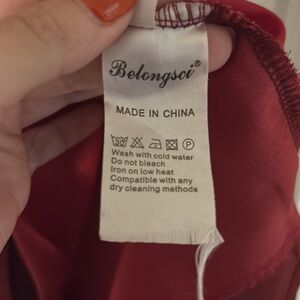 Belongsci®
MADE IN CHINA
Wash with cold water
Do not bleach
Iron on low heat
Compatible with any
dry cleaning methods